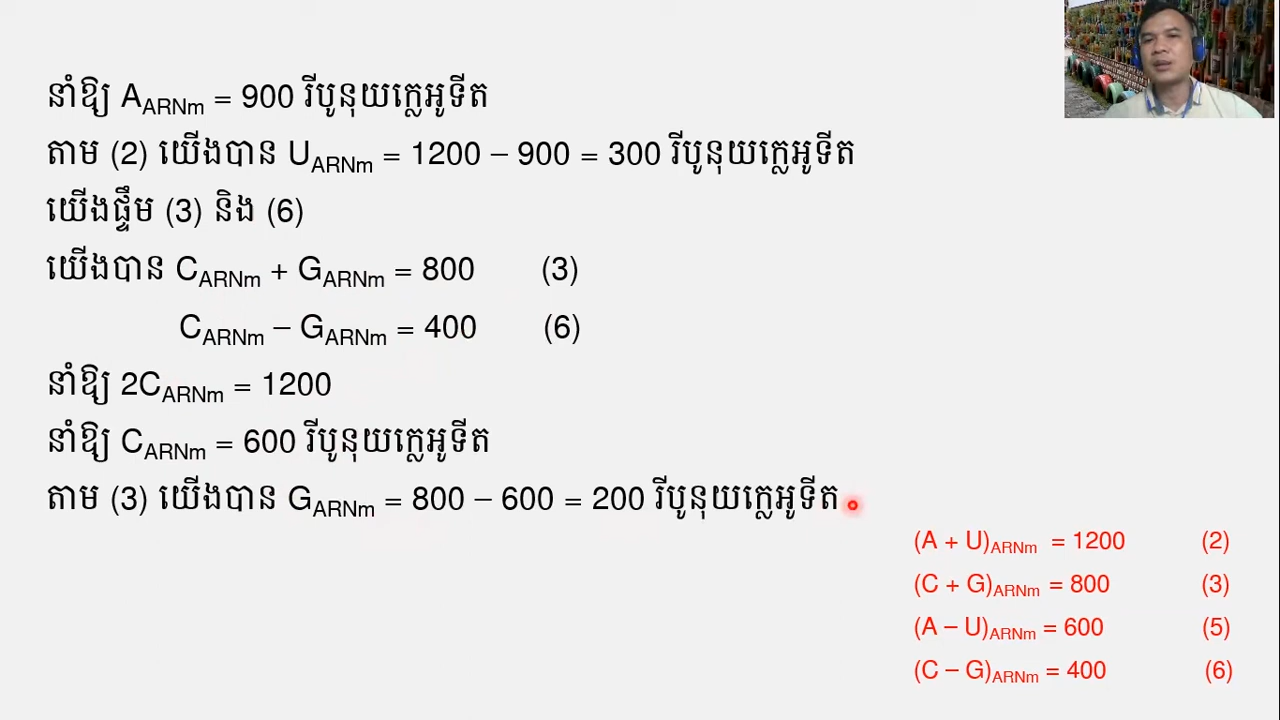 នាំឱ្យ A_ARNm = 900 រីបូនុយក្លេអូទីត
តាម (2) យើងបាន U_ARNm = 1200 – 900 = 300 រីបូនុយក្លេអូទីត
យើងផ្ទឹម (3) និង (6)
យើងបាន C_ARNm + G_ARNm = 800 (3)
C_ARNm – G_ARNm = 400 (6)
នាំឱ្យ 2C_ARNm = 1200
នាំឱ្យ C_ARNm = 600 រីបូនុយក្លេអូទីត
តាម (3) យើងបាន G_ARNm = 800 – 600 = 200 រីបូនុយក្លេអូទីត
(A + U)_ARNm = 1200 (2)
(C + G)_ARNm = 800 (3)
(A – U)_ARNm = 600 (5)
(C – G)_ARNm = 400 (6)